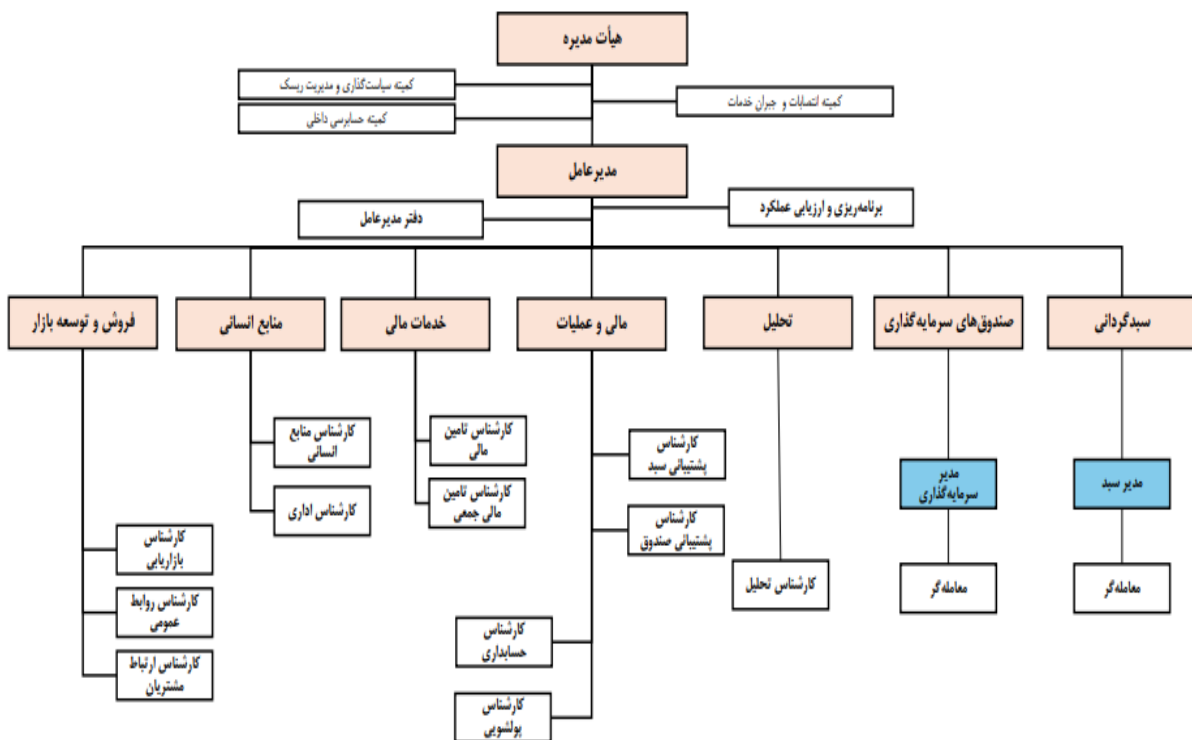 هیأت مدیره
کمیته سیاست‌گذاری و مدیریت ریسک
کمیته انتصابات و جبران خدمات
کمیته حسابرسی داخلی
مدیرعامل
برنامه‌ریزی و ارزیابی عملکرد
دفتر مدیرعامل
سبدگردانی
صندوق‌های سرمایه‌گذاری
تحلیل
مالی و عملیات
خدمات مالی
منابع انسانی
فروش و توسعه بازار
مدیر سبد
معامله‌گر
مدیر
سرمایه‌گذاری
معامله‌گر
کارشناس تحلیل
کارشناس
پشتیبانی سبد
کارشناس
پشتیبانی صندوق
کارشناس
حسابداری
کارشناس
پولشویی
کارشناس تامین
مالی
کارشناس تامین
مالی جمعی
کارشناس منابع
انسانی
کارشناس اداری
کارشناس
بازاریابی
کارشناس روابط
عمومی
کارشناس ارتباط
مشتریان